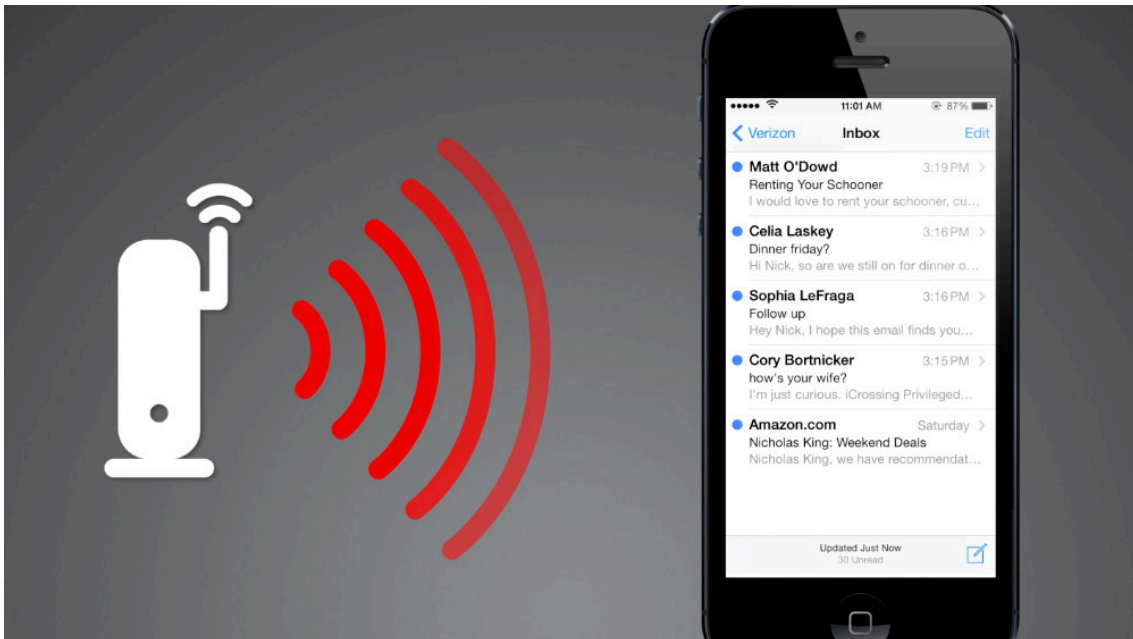 11:01 AM 87%
Verizon Inbox Edit
Matt O'Dowd 3:19 PM
Renting Your Schooner
I would love to rent your schooner, cu...
Celia Laskey 3:16 PM
Dinner friday?
Hi Nick, so are we still on for dinner o...
Sophia LeFraga 3:16 PM
Follow up
Hey Nick, I hope this email finds you...
Cory Bortnicker 3:15 PM
how's your wife?
I'm just curious. iCrossing Privileged...
Amazon.com Saturday
Nicholas King: Weekend Deals
Nicholas King, we have recommendat...
Updated Just Now
30 Unread